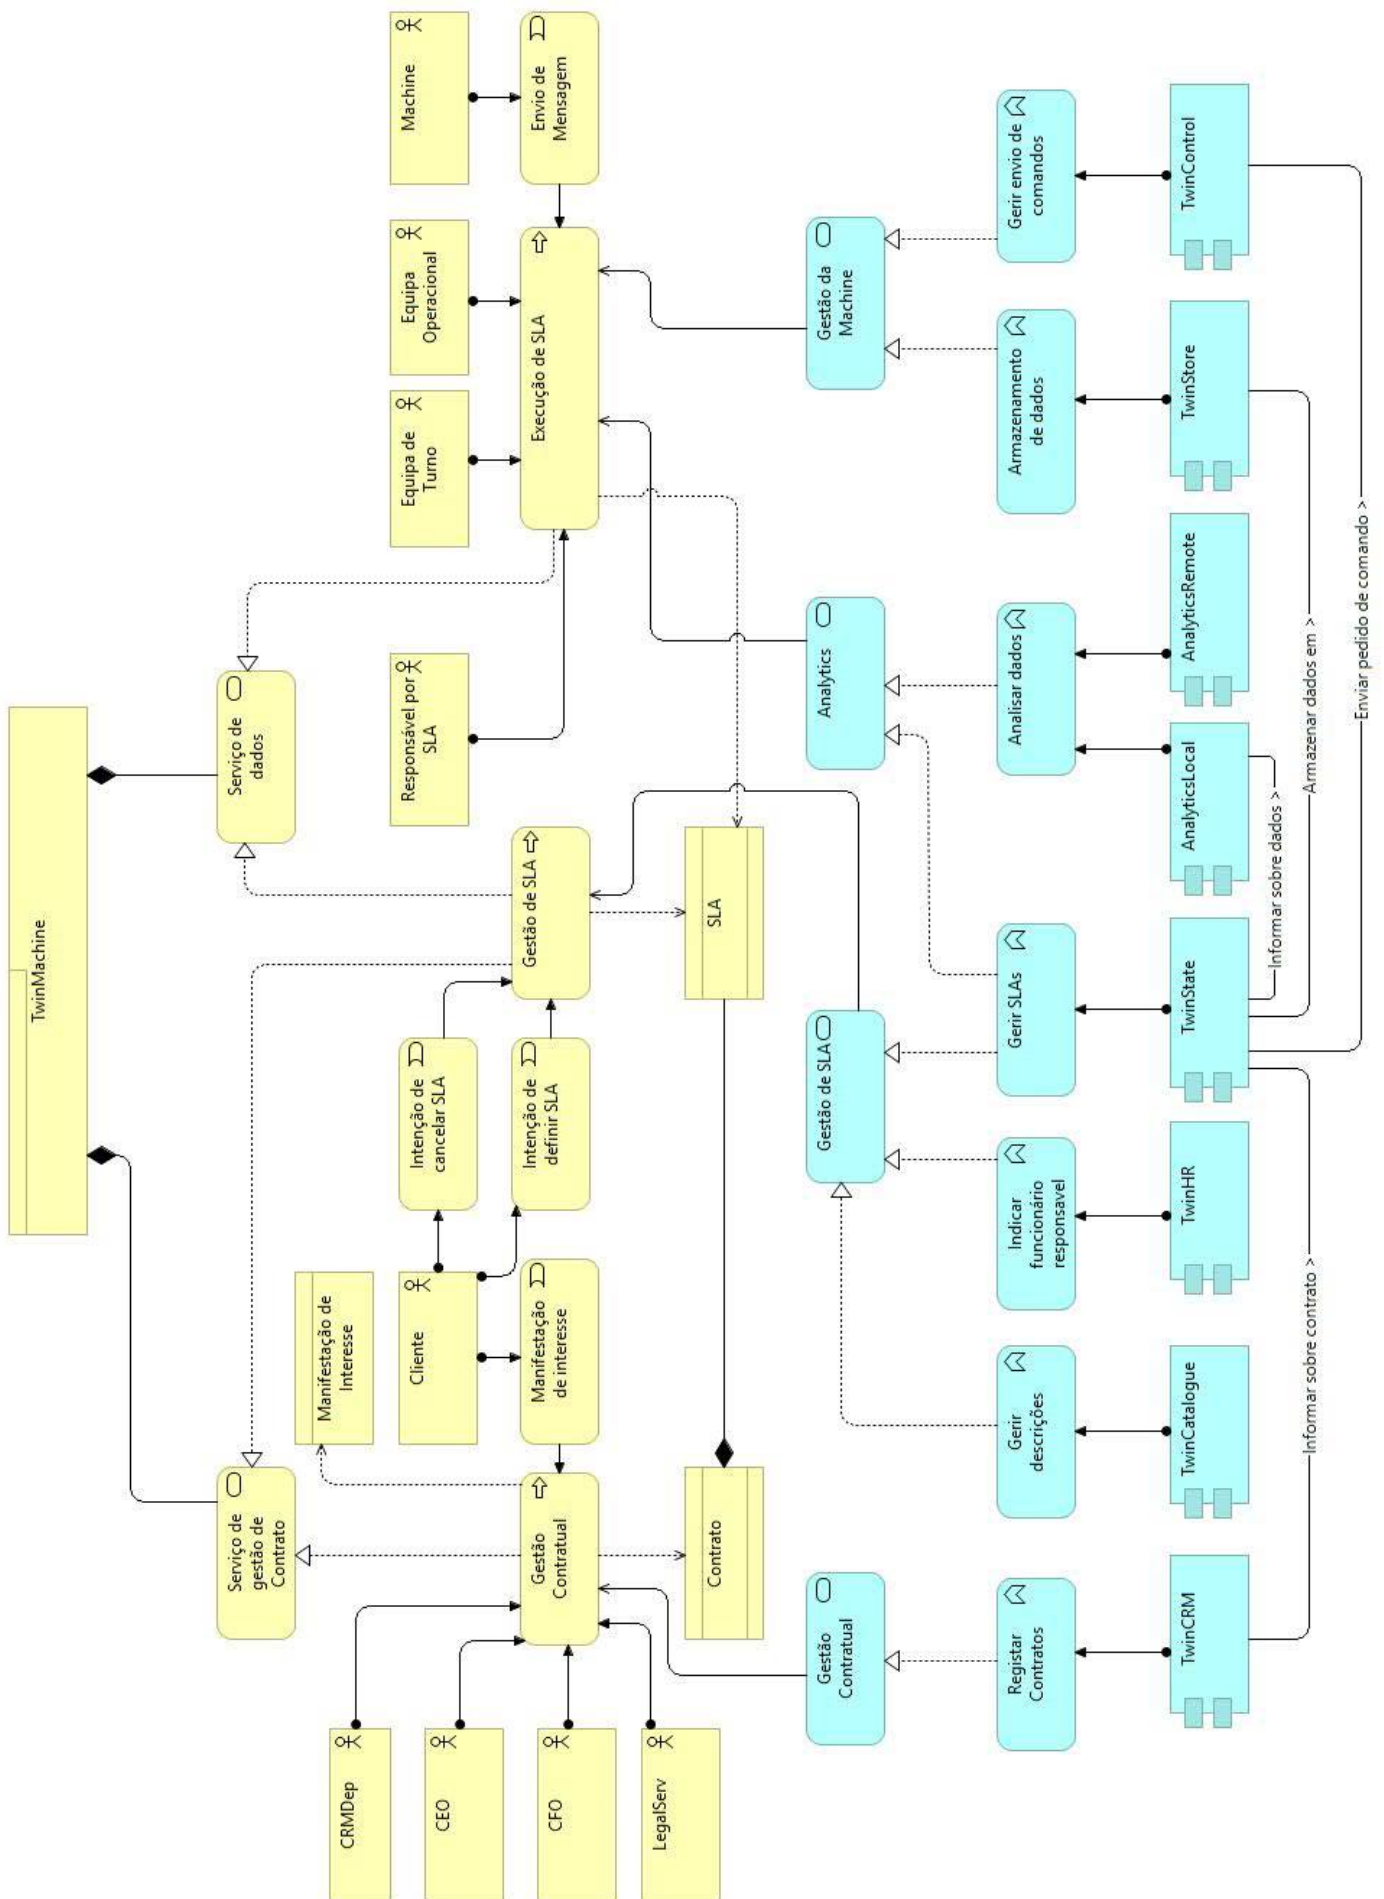 TwinMachine
Serviço de
gestão de
Contrato
Serviço de
dados
Manifestação de
Interesse
CRMDep
CEO
Cliente
Intenção de
cancelar SLA
Responsável por
SLA
Equipa de
Turno
Equipa
Operacional
Machine
CFO
Gestão
Contratual
Manifestação
de interesse
Intenção de
definir SLA
Gestão de SLA
Execução de SLA
Envio de
Mensagem
LegalServ
Contrato
SLA
Gestão
Contratual
Gestão de SLA
Analytics
Gestão da
Machine
Registar
Contratos
Gerir
descrições
Indicar
funcionário
responsavel
Gerir SLAs
Analisar dados
Armazenamento
de dados
Gerir envio de
comandos
TwinCRM
TwinCatalogue
TwinHR
TwinState
AnalyticsLocal
AnalyticsRemote
TwinStore
TwinControl
Informar sobre dados >
Informar sobre contrato >
Armazenar dados em >
Enviar pedido de comando >